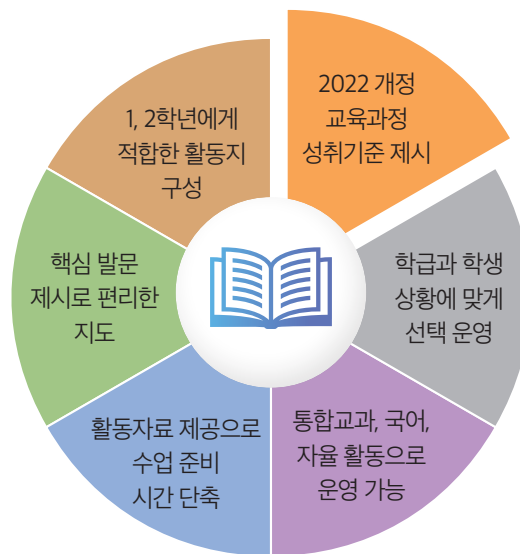 2022 개정
교육과정
성취기준 제시
학급과 학생
상황에 맞게
선택 운영
통합교과, 국어,
자율 활동으로
운영 가능
활동자료 제공으로
수업 준비
시간 단축
핵심 발문
제시로 편리한
지도
1, 2학년에게
적합한 활동지
구성